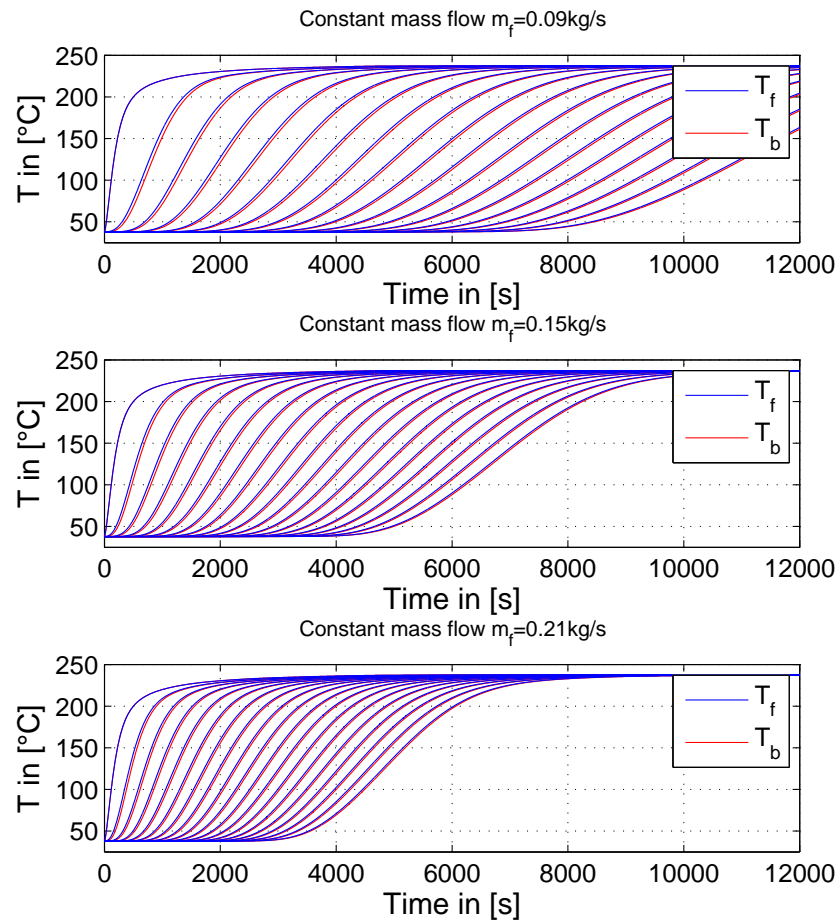 Constant mass flow m_f=0.09kg/s
250
200
150
100
50
T in [°C]
T_f
T_b
0 2000 4000 6000 8000 10000 12000
Time in [s]
Constant mass flow m_f=0.15kg/s
250
200
150
100
50
T in [°C]
T_f
T_b
0 2000 4000 6000 8000 10000 12000
Time in [s]
Constant mass flow m_f=0.21kg/s
250
200
150
100
50
T in [°C]
T_f
T_b
0 2000 4000 6000 8000 10000 12000
Time in [s]